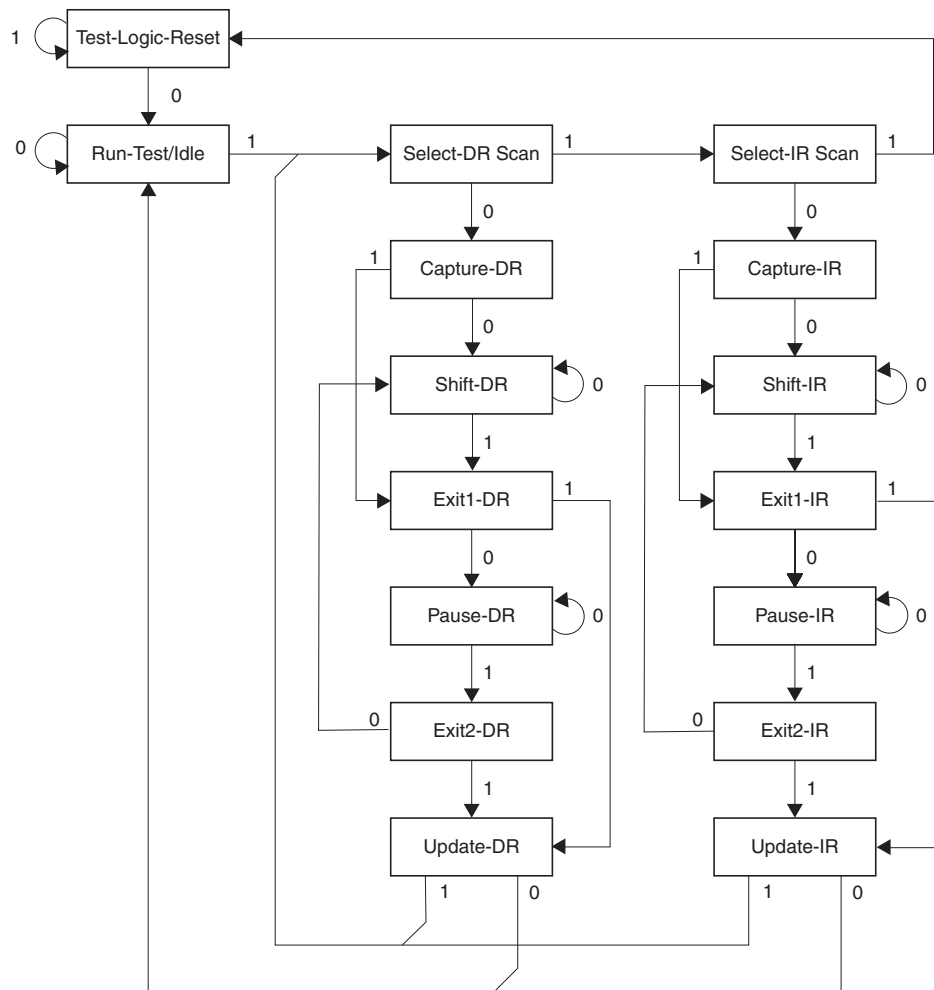 1
Test-Logic-Reset
0
0
Run-Test/Idle
1
Select-DR Scan
1
Select-IR Scan
1
0
0
1
Capture-DR
1
Capture-IR
0
0
Shift-DR
0
Shift-IR
0
1
1
Exit1-DR
1
Exit1-IR
1
0
0
Pause-DR
0
Pause-IR
0
1
1
0
Exit2-DR
0
Exit2-IR
1
1
Update-DR
Update-IR
1
0
1
0